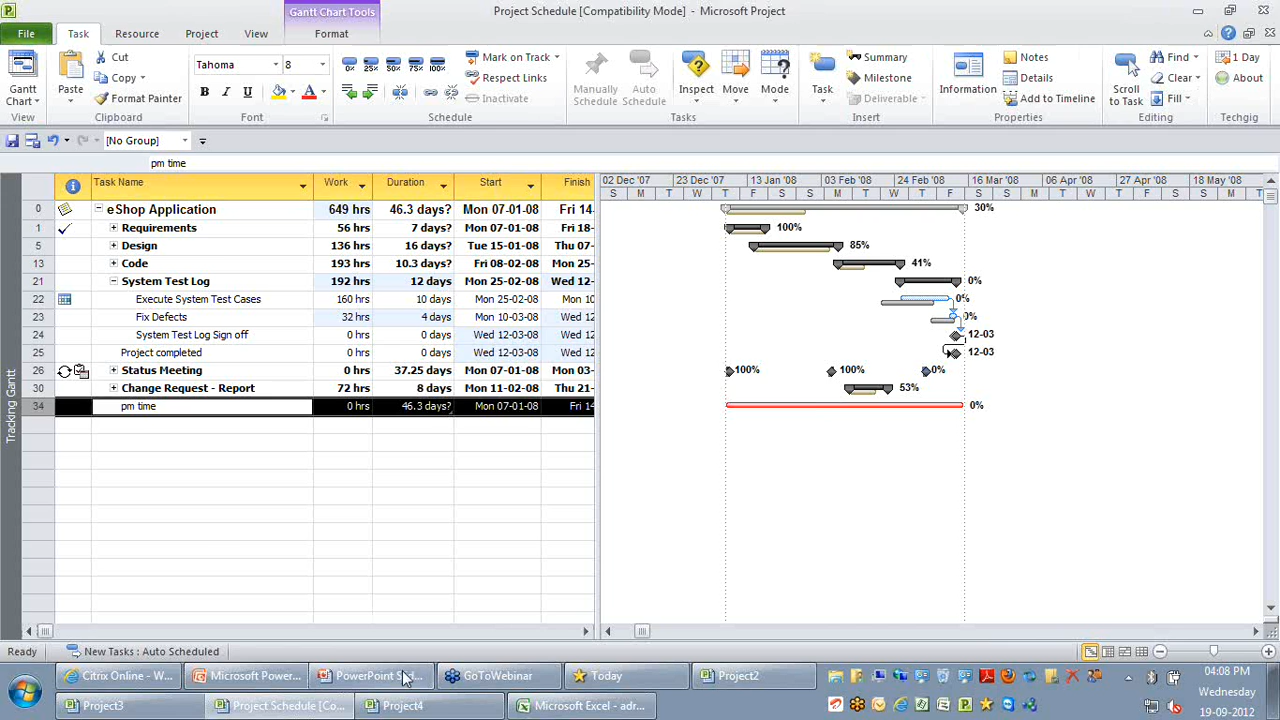 Gantt Chart Tools
Project Schedule [Compatibility Mode] - Microsoft Project
File Task Resource Project View Format
Gantt Chart
View
Paste
Cut
Copy
Format Painter
Clipboard
Tahoma 8
B I U A
Font
0% 25% 50% 75% 100%
Mark on Track
Respect Links
Inactivate
Schedule
Manually Schedule
Auto Schedule
Inspect
Move
Mode
Tasks
Task
Summary
Milestone
Deliverable
Insert
Information
Notes
Details
Add to Timeline
Properties
Scroll to Task
Find
Clear
Fill
Editing
1 Day
About
Techgig
[No Group]
pm time
Task Name Work Duration Start Finish
02 Dec '07 23 Dec '07 13 Jan '08 03 Feb '08 24 Feb '08 16 Mar '08 06 Apr '08 27 Apr '08 18 May '08
S M T W T F S S M T W T F S S M T W T F S S M T
0 eShop Application 649 hrs 46.3 days? Mon 07-01-08 Fri 14- 30%
1 Requirements 56 hrs 7 days? Mon 07-01-08 Fri 18- 100%
5 Design 136 hrs 16 days? Tue 15-01-08 Thu 07- 85%
13 Code 193 hrs 10.3 days? Fri 08-02-08 Mon 25- 41%
21 System Test Log 192 hrs 12 days Mon 25-02-08 Wed 12- 0%
22 Execute System Test Cases 160 hrs 10 days Mon 25-02-08 Mon 10- 0%
23 Fix Defects 32 hrs 4 days Mon 10-03-08 Wed 12 0%
24 System Test Log Sign off 0 hrs 0 days Wed 12-03-08 Wed 12 12-03
25 Project completed 0 hrs 0 days Wed 12-03-08 Wed 12 12-03
26 Status Meeting 0 hrs 37.25 days Mon 07-01-08 Mon 03- 100% 100% 0%
30 Change Request - Report 72 hrs 8 days Mon 11-02-08 Thu 21- 53%
34 pm time 0 hrs 46.3 days? Mon 07-01-08 Fri 14 0%
Tracking Gantt
Ready New Tasks : Auto Scheduled
Citrix Online - W... Microsoft Power... PowerPoint GoToWebinar Today Project2
04:08 PM
Wednesday
19-09-2012
Project3 Project Schedule [Co... Project4 Microsoft Excel - adr...